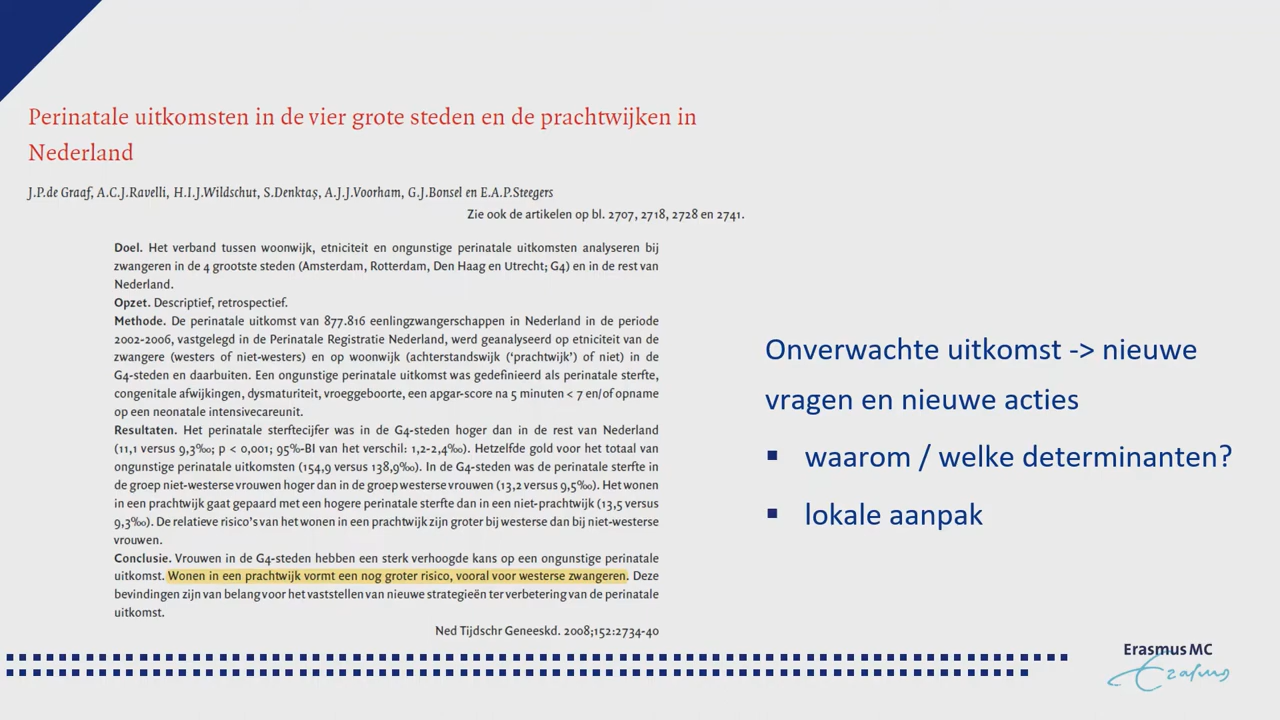 Perinatale uitkomsten in de vier grote steden en de prachtwijken in
Nederland
J.P.de Graaf, A.C.J.Ravelli, H.I.J.Wildschut, S.Denktaş, A.J.J.Voorham, G.J.Bonsel en E.A.P.Steegers
Zie ook de artikelen op bl. 2707, 2718, 2728 en 2741.
Doel. Het verband tussen woonwijk, etniciteit en ongunstige perinatale uitkomsten analyseren bij
zwangeren in de 4 grootste steden (Amsterdam, Rotterdam, Den Haag en Utrecht; G4) en in de rest van
Nederland.
Opzet. Descriptief, retrospectief.
Methode. De perinatale uitkomst van 877.816 eenlingzwangerschappen in Nederland in de periode
2002-2006, vastgelegd in de Perinatale Registratie Nederland, werd geanalyseerd op etniciteit van de
zwangere (westers of niet-westers) en op woonwijk (achterstandswijk (‘prachtwijk’) of niet) in de
G4-steden en daarbuiten. Een ongunstige perinatale uitkomst was gedefinieerd als perinatale sterfte,
congenitale afwijkingen, dysmaturiteit, vroeggeboorte, een apgar-score na 5 minuten < 7 en/of opname
op een neonatale intensivecareunit.
Resultaten. Het perinatale sterftecijfer was in de G4-steden hoger dan in de rest van Nederland
(11,1 versus 9,3‰; p < 0,001; 95%-BI van het verschil: 1,2-2,4‰). Hetzelfde gold voor het totaal van
ongunstige perinatale uitkomsten (154,9 versus 138,9‰). In de G4-steden was de perinatale sterfte in
de groep niet-westerse vrouwen hoger dan in de groep westerse vrouwen (13,2 versus 9,5‰). Het wonen
in een prachtwijk gaat gepaard met een hogere perinatale sterfte dan in een niet-prachtwijk (13,5 versus
9,3‰). De relatieve risico’s van het wonen in een prachtwijk zijn groter bij westerse dan bij niet-westerse
vrouwen.
Conclusie. Vrouwen in de G4-steden hebben een sterk verhoogde kans op een ongunstige perinatale
uitkomst. Wonen in een prachtwijk vormt een nog groter risico, vooral voor westerse zwangeren. Deze
bevindingen zijn van belang voor het vaststellen van nieuwe strategieën ter verbetering van de perinatale
uitkomst.
Ned Tijdschr Geneeskd. 2008;152:2734-40
Onverwachte uitkomst -> nieuwe
vragen en nieuwe acties
▪ waarom / welke determinanten?
▪ lokale aanpak
Erasmus MC
Erasmus